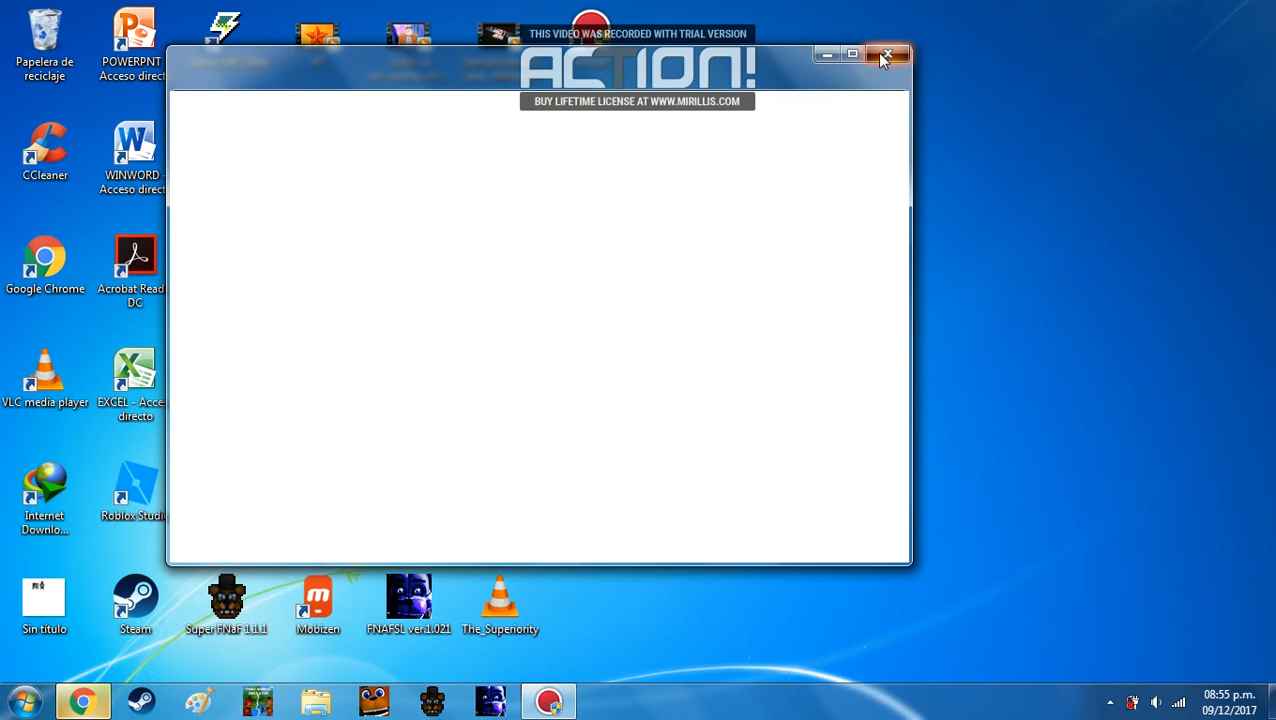 THIS VIDEO WAS RECORDED WITH TRIAL VERSION
ACTION!
BUY LIFETIME LICENSE AT WWW.MIRILLIS.COM
Papelera de
reciclaje
POWERPNT
Acceso direct
CCleaner
WINWORD -
Acceso direct
Google Chrome
Acrobat Read
DC
VLC media player
EXCEL - Acce
directo
Internet
Downlo...
Roblox Studi
Sin título
Steam
Super FNaF 1.1.1
Mobizen
FNAFSL ver.1.021
The_Superiority
08:55 p.m.
09/12/2017